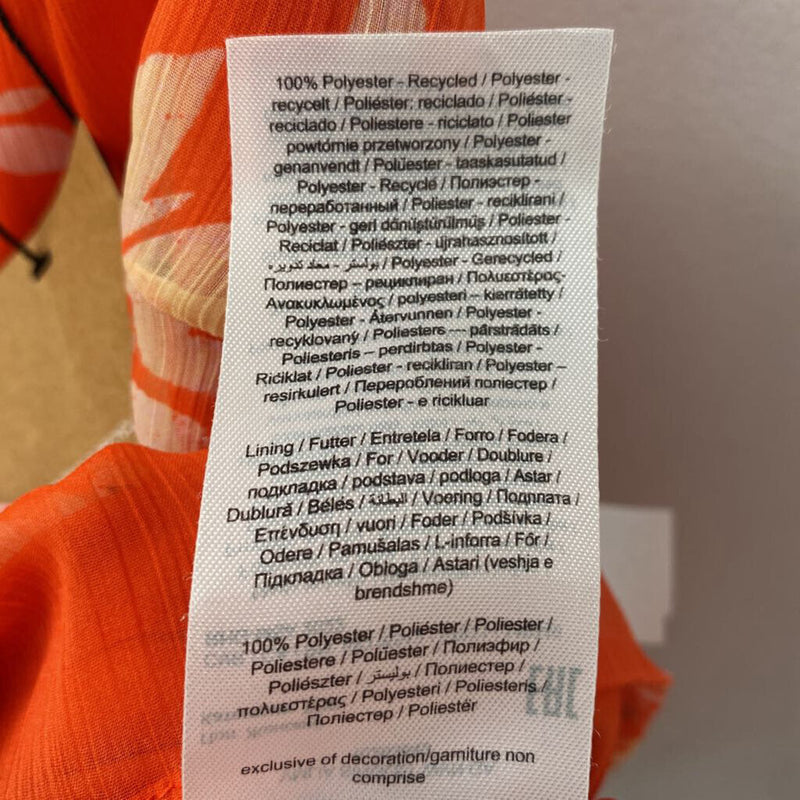 100% Polyester - Recycled / Polyester -
recycelt / Poliéster: reciclado / Poliéster -
reciclado / Poliestere - riciclato / Poliester
powtórnie przetworzony / Polyester -
genanvendt / Polüester - taaskasutatud /
Polyester - Recyclé / Полиэстер -
переработанный / Poliester - reciklirani /
Polyester - geri dönüştürülmüş / Poliester -
Reciclat / Poliészter - újrahasznosított /
بوليستر - معاد تدويره / Polyester - Gerecycled /
Полиестер – рециклиран / Πολυεστέρας-
Ανακυκλωμένος / polyesteri – kierrätetty /
Polyester - Återvunnen / Polyester -
recyklovaný / Poliesters --- pārstrādāts /
Poliesteris – perdirbtas / Polyester -
Riċiklat / Poliester - recikliran / Polyester –
resirkulert / Перероблений поліестер /
Poliester - e ricikluar
Lining / Futter / Entretela / Forro / Fodera /
Podszewka / For / Vooder / Doublure /
подкладка / podstava / podloga / Astar /
Dublură / Bélés / البطانة / Voering / Подплата /
Επένδυση / vuori / Foder / Podšívka /
Odere / Pamušalas / L-inforra / Fôr /
Підкладка / Obloga / Astari (veshja e
brendshme)
100% Polyester / Poliéster / Poliester /
Poliestere / Polüester / Полиэфир /
Poliészter / بوليستر / Полиестер /
πολυεστέρας / Polyesteri / Poliesteris /
Поліестер / Poliestër
exclusive of decoration/garniture non
comprise